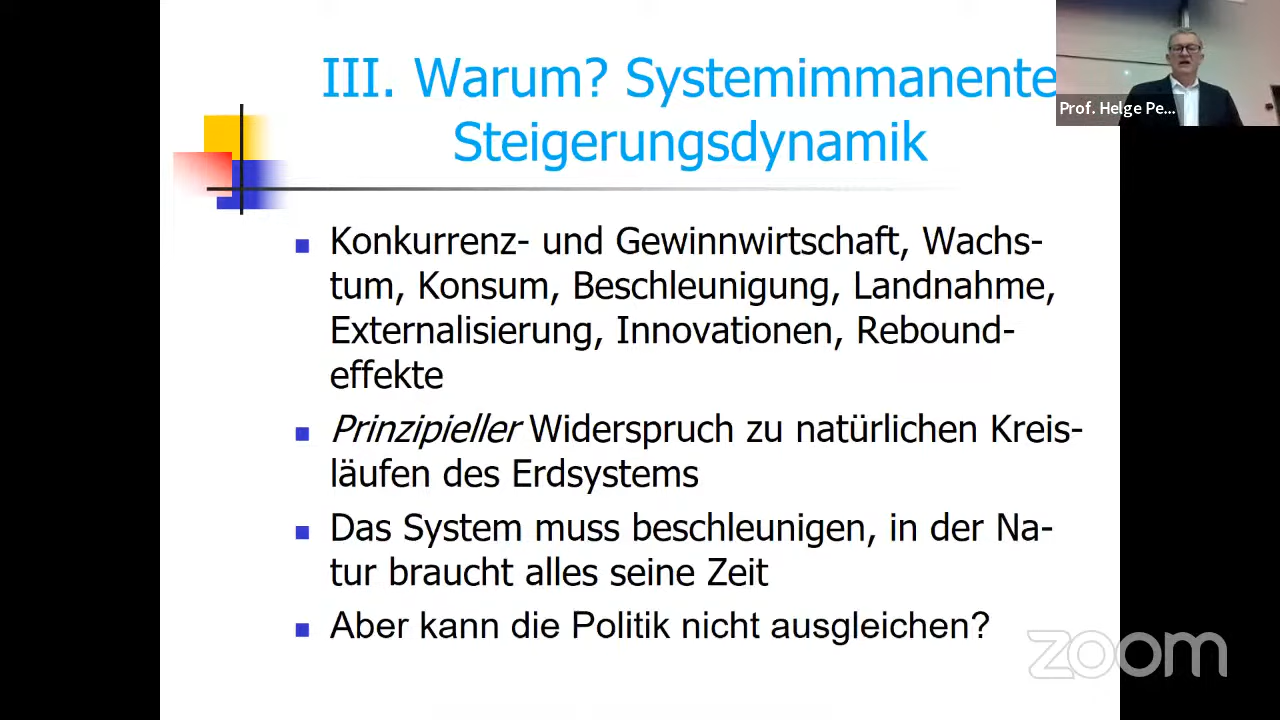 III. Warum? Systemimmanente
Steigerungsdynamik
Prof. Helge Pe...
Konkurrenz- und Gewinnwirtschaft, Wachs-
tum, Konsum, Beschleunigung, Landnahme,
Externalisierung, Innovationen, Rebound-
effekte
Prinzipieller Widerspruch zu natürlichen Kreis-
läufen des Erdsystems
Das System muss beschleunigen, in der Na-
tur braucht alles seine Zeit
Aber kann die Politik nicht ausgleichen?
zoom